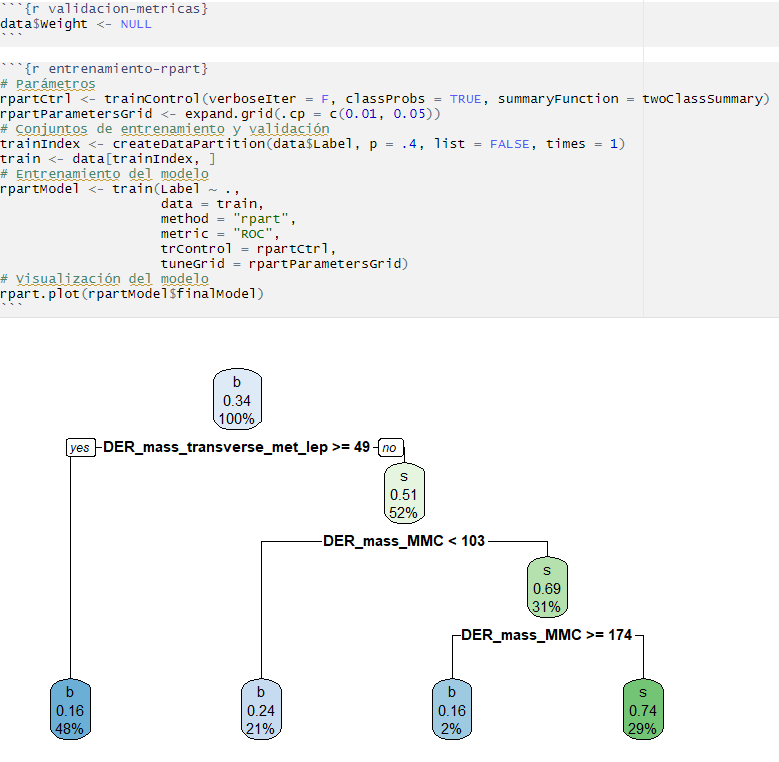 ```{r validacion-metricas}
data$Weight <- NULL
```
```{r entrenamiento-rpart}
# Parámetros
rpartCtrl <- trainControl(verboseIter = F, classProbs = TRUE, summaryFunction = twoClassSummary)
rpartParametersGrid <- expand.grid(.cp = c(0.01, 0.05))
# Conjuntos de entrenamiento y validación
trainIndex <- createDataPartition(data$Label, p = .4, list = FALSE, times = 1)
train <- data[trainIndex, ]
# Entrenamiento del modelo
rpartModel <- train(Label ~ .,
data = train,
method = "rpart",
metric = "ROC",
trControl = rpartCtrl,
tuneGrid = rpartParametersGrid)
# Visualización del modelo
rpart.plot(rpartModel$finalModel)
```
b
0.34
100%
yes DER_mass_transverse_met_lep >= 49 no
s
0.51
52%
DER_mass_MMC < 103
s
0.69
31%
DER_mass_MMC >= 174
b b b s
0.16 0.24 0.16 0.74
48% 21% 2% 29%